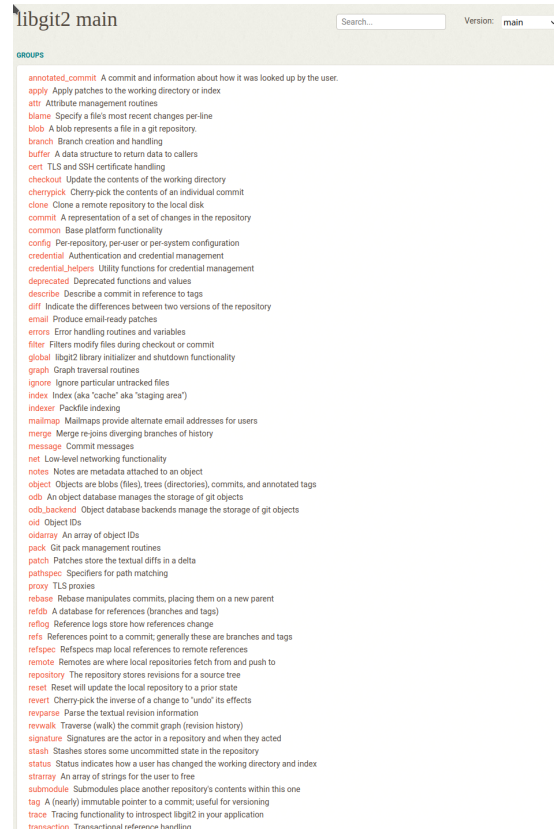 libgit2 main
Search...
Version: main
GROUPS
annotated_commit A commit and information about how it was looked up by the user.
apply Apply patches to the working directory or index
attr Attribute management routines
blame Specify a file's most recent changes per-line
blob A blob represents a file in a git repository.
branch Branch creation and handling
buffer A data structure to return data to callers
cert TLS and SSH certificate handling
checkout Update the contents of the working directory
cherrypick Cherry-pick the contents of an individual commit
clone Clone a remote repository to the local disk
commit A representation of a set of changes in the repository
common Base platform functionality
config Per-repository, per-user or per-system configuration
credential Authentication and credential management
credential_helpers Utility functions for credential management
deprecated Deprecated functions and values
describe Describe a commit in reference to tags
diff Indicate the differences between two versions of the repository
email Produce email-ready patches
errors Error handling routines and variables
filter Filters modify files during checkout or commit
global libgit2 library initializer and shutdown functionality
graph Graph traversal routines
ignore Ignore particular untracked files
index Index (aka "cache" aka "staging area")
indexer Packfile indexing
mailmap Mailmaps provide alternate email addresses for users
merge Merge re-joins diverging branches of history
message Commit messages
net Low-level networking functionality
notes Notes are metadata attached to an object
object Objects are blobs (files), trees (directories), commits, and annotated tags
odb An object database manages the storage of git objects
odb_backend Object database backends manage the storage of git objects
oid Object IDs
oidarray An array of object IDs
pack Git pack management routines
patch Patches store the textual diffs in a delta
pathspec Specifiers for path matching
proxy TLS proxies
rebase Rebase manipulates commits, placing them on a new parent
refdb A database for references (branches and tags)
reflog Reference logs store how references change
refs References point to a commit; generally these are branches and tags
refspec Refspecs map local references to remote references
remote Remotes are where local repositories fetch from and push to
repository The repository stores revisions for a source tree
reset Reset will update the local repository to a prior state
revert Cherry-pick the inverse of a change to "undo" its effects
revparse Parse the textual revision information
revwalk Traverse (walk) the commit graph (revision history)
signature Signatures are the actor in a repository and when they acted
stash Stashes stores some uncommitted state in the repository
status Status indicates how a user has changed the working directory and index
strarray An array of strings for the user to free
submodule Submodules place another repository's contents within this one
tag A (nearly) immutable pointer to a commit; useful for versioning
trace Tracing functionality to introspect libgit2 in your application
transaction Transactional reference handling